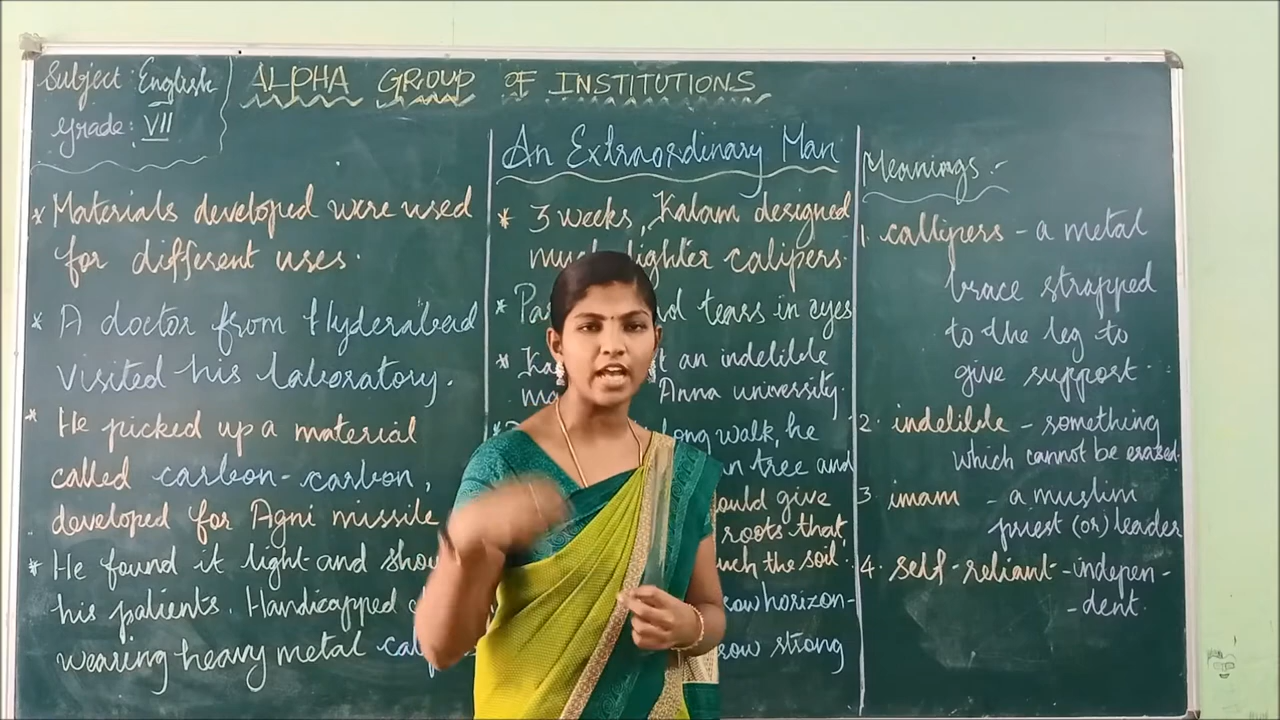 Subject: English
Grade: VII
ALPHA GROUP OF INSTITUTIONS
* Materials developed were used
for different uses.
* A doctor from Hyderabad
visited his laboratory.
* He picked up a material
called carbon-carbon,
developed for Agni missile
* He found it light and
his patients. Handicapped
wearing heavy metal
An Extraordinary Man
* 3 weeks, Kalam designed
much lighter calipers.
* tears in eyes
* an indelible
Anna university.
* long walk, he
tree and
would give
roots that,
the soil.
grow horizon-
grow strong
Meanings:-
1. callipers - a metal
brace strapped
to the leg to
give support.
2. indelible - something
which cannot be erased.
3. imam - a muslim
priest (or) leader
4. self-reliant - indepen-
-dent.